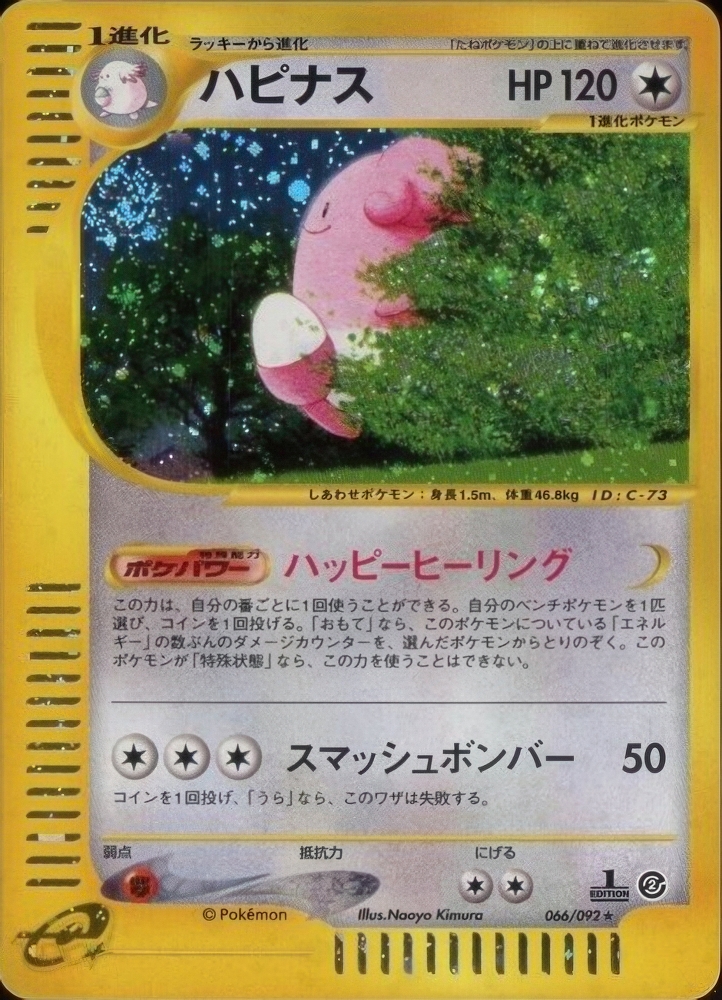 1進化
ラッキーから進化
「たねポケモン」の上に重ねて進化させます。
ハピナス
HP 120
1進化ポケモン
しあわせポケモン：身長1.5m、体重46.8kg ID:C-73
特殊能力
ポケパワー
ハッピーヒーリング
この力は、自分の番ごとに1回使うことができる。自分のベンチポケモンを1匹
選び、コインを1回投げる。「おもて」なら、このポケモンについている「エネル
ギー」の数ぶんのダメージカウンターを、選んだポケモンからとりのぞく。この
ポケモンが「特殊状態」なら、この力を使うことはできない。
スマッシュボンバー 50
コインを1回投げ、「うら」なら、このワザは失敗する。
弱点 抵抗力 にげる
1
EDITION
2
© Pokémon Illus.Naoyo Kimura 066/092★
e